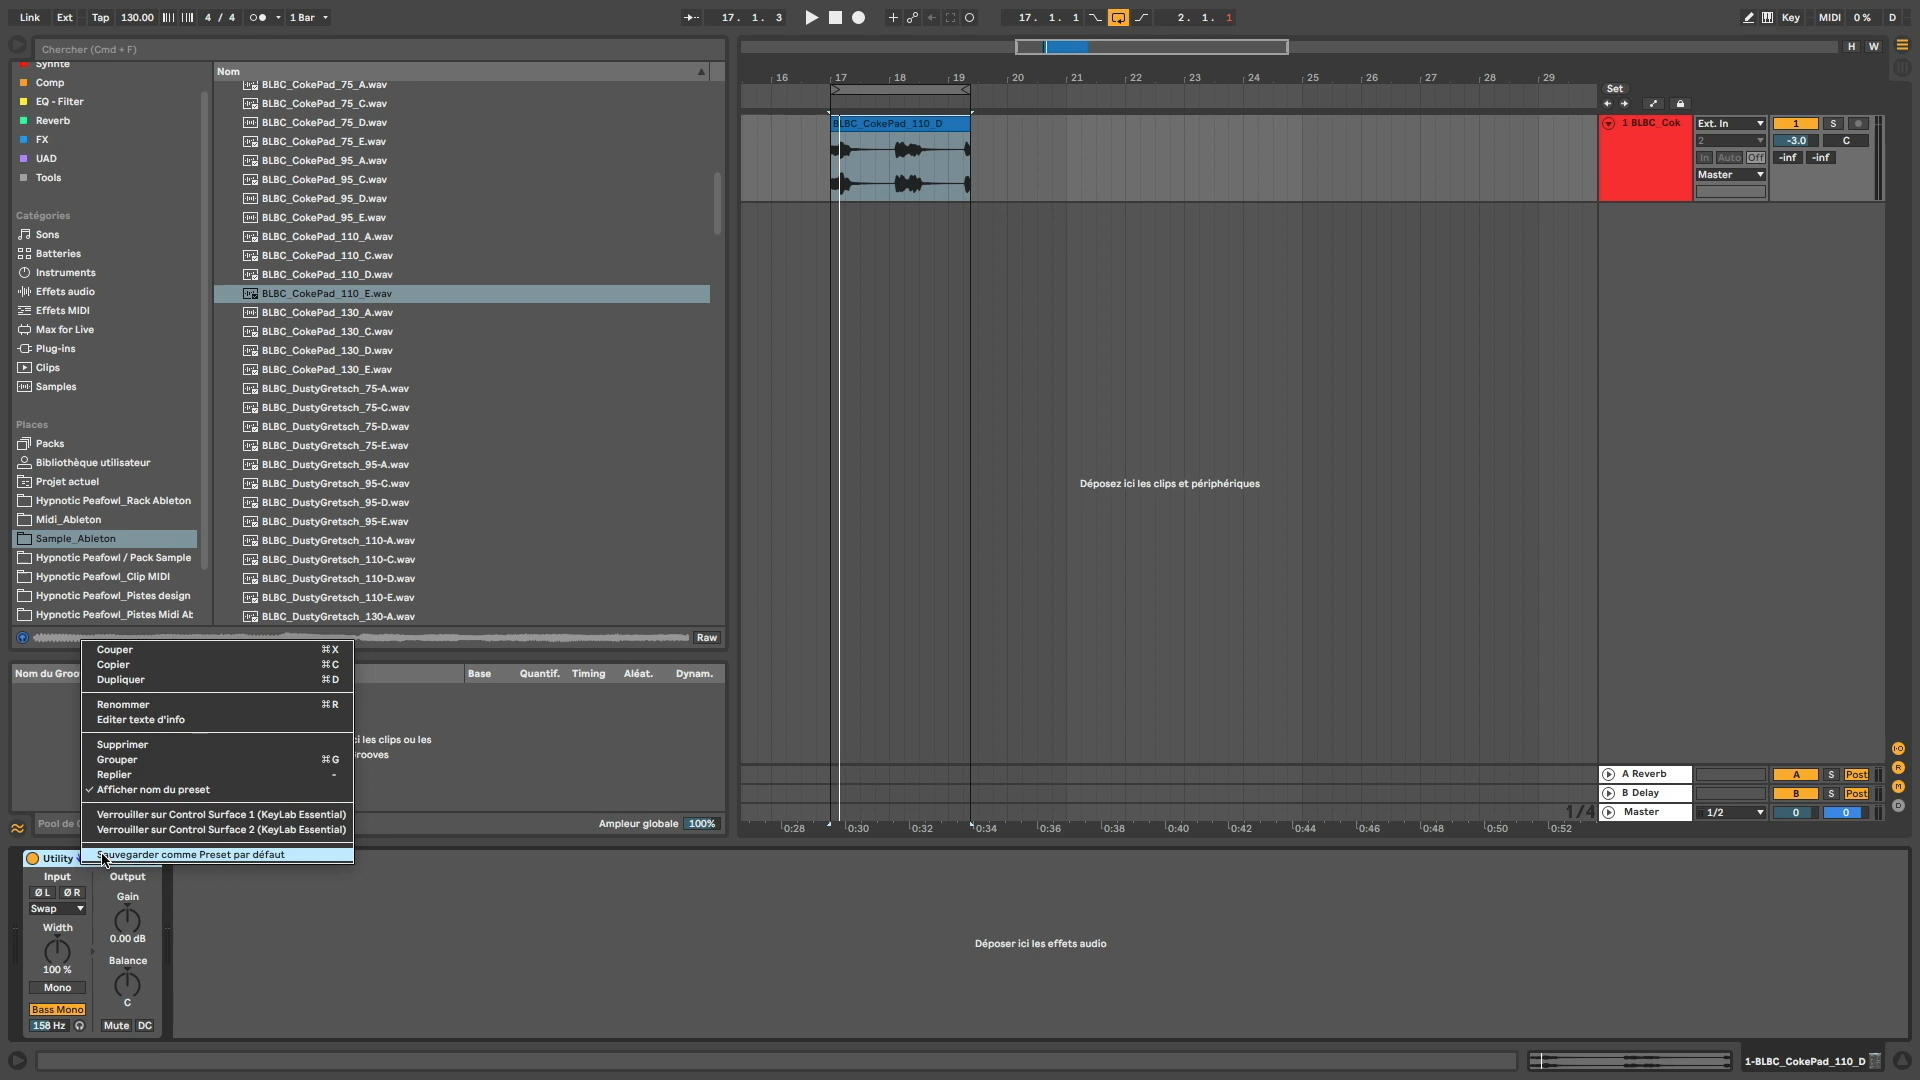 Link Ext Tap 130.00 4 / 4 1 Bar 17. 1. 3 17. 1. 1 2. 1. 1 Key MIDI 0 % D
Chercher (Cmd + F)
H W
Comp
EQ - Filter
Reverb
FX
UAD
Tools
Catégories
Sons
Batteries
Instruments
Effets audio
Effets MIDI
Max for Live
Plug-ins
Clips
Samples
Places
Packs
Bibliothèque utilisateur
Projet actuel
Hypnotic Peafowl_Rack Ableton
Midi_Ableton
Sample_Ableton
Hypnotic Peafowl / Pack Sample
Hypnotic Peafowl_Clip MIDI
Hypnotic Peafowl_Pistes design
Hypnotic Peafowl_Pistes Midi Ab
Nom
BLBC_CokePad_75_A.wav
BLBC_CokePad_75_C.wav
BLBC_CokePad_75_D.wav
BLBC_CokePad_75_E.wav
BLBC_CokePad_95_A.wav
BLBC_CokePad_95_C.wav
BLBC_CokePad_95_D.wav
BLBC_CokePad_95_E.wav
BLBC_CokePad_110_A.wav
BLBC_CokePad_110_C.wav
BLBC_CokePad_110_D.wav
BLBC_CokePad_110_E.wav
BLBC_CokePad_130_A.wav
BLBC_CokePad_130_C.wav
BLBC_CokePad_130_D.wav
BLBC_CokePad_130_E.wav
BLBC_DustyGretsch_75-A.wav
BLBC_DustyGretsch_75-C.wav
BLBC_DustyGretsch_75-D.wav
BLBC_DustyGretsch_75-E.wav
BLBC_DustyGretsch_95-A.wav
BLBC_DustyGretsch_95-C.wav
BLBC_DustyGretsch_95-D.wav
BLBC_DustyGretsch_95-E.wav
BLBC_DustyGretsch_110-A.wav
BLBC_DustyGretsch_110-C.wav
BLBC_DustyGretsch_110-D.wav
BLBC_DustyGretsch_110-E.wav
BLBC_DustyGretsch_130-A.wav
Raw
16 17 18 19 20 21 22 23 24 25 26 27 28 29
Set
BLBC_CokePad_110_D
1 BLBC_Cok Ext. In 1 S
2 -3.0 C
In Auto Off -inf -inf
Master
Déposez ici les clips et périphériques
A Reverb A S Post
B Delay B S Post
1/4 Master 1/2 0 0
0:28 0:30 0:32 0:34 0:36 0:38 0:40 0:42 0:44 0:46 0:48 0:50 0:52
I·O
R
M
D
Nom du Groo Base Quantif. Timing Aléat. Dynam.
ci les clips ou les
Grooves
Pool de G Ampleur globale 100%
Couper ⌘X
Copier ⌘C
Dupliquer ⌘D
Renommer ⌘R
Editer texte d'info
Supprimer
Grouper ⌘G
Replier -
Afficher nom du preset
Verrouiller sur Control Surface 1 (KeyLab Essential)
Verrouiller sur Control Surface 2 (KeyLab Essential)
Sauvegarder comme Preset par défaut
Utility
Input Output
Ø L Ø R Gain
Swap
Width 0.00 dB
100 % Balance
Mono C
Bass Mono
158 Hz Mute DC
Déposer ici les effets audio
1-BLBC_CokePad_110_D